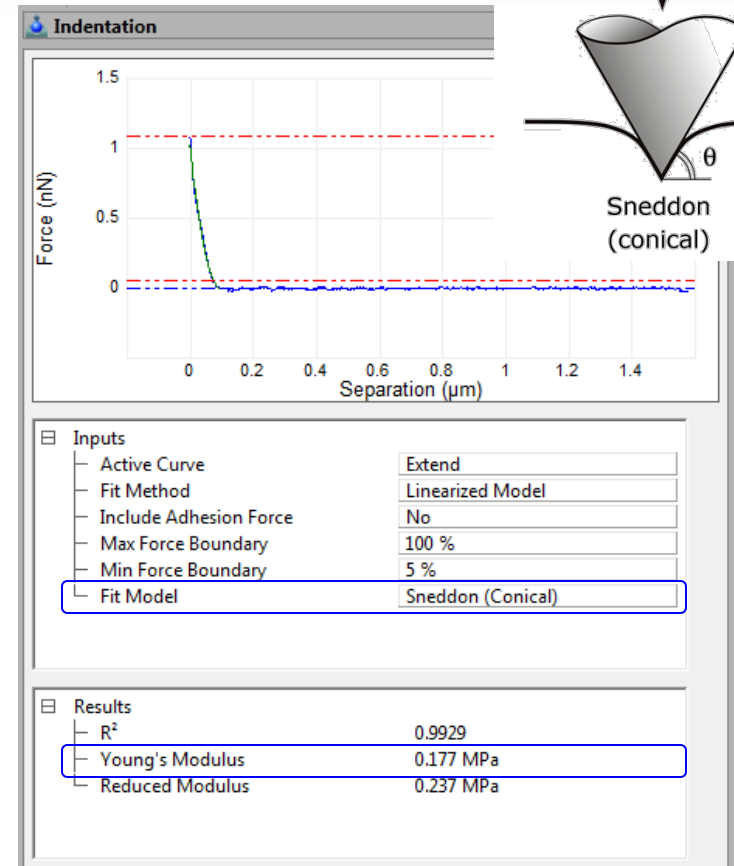 Indentation
1.5
1
0.5
0
Force (nN)
0 0.2 0.4 0.6 0.8 1 1.2 1.4
Separation (µm)
θ
Sneddon
(conical)
Inputs
Active Curve Extend
Fit Method Linearized Model
Include Adhesion Force No
Max Force Boundary 100 %
Min Force Boundary 5 %
Fit Model Sneddon (Conical)
Results
R² 0.9929
Young's Modulus 0.177 MPa
Reduced Modulus 0.237 MPa